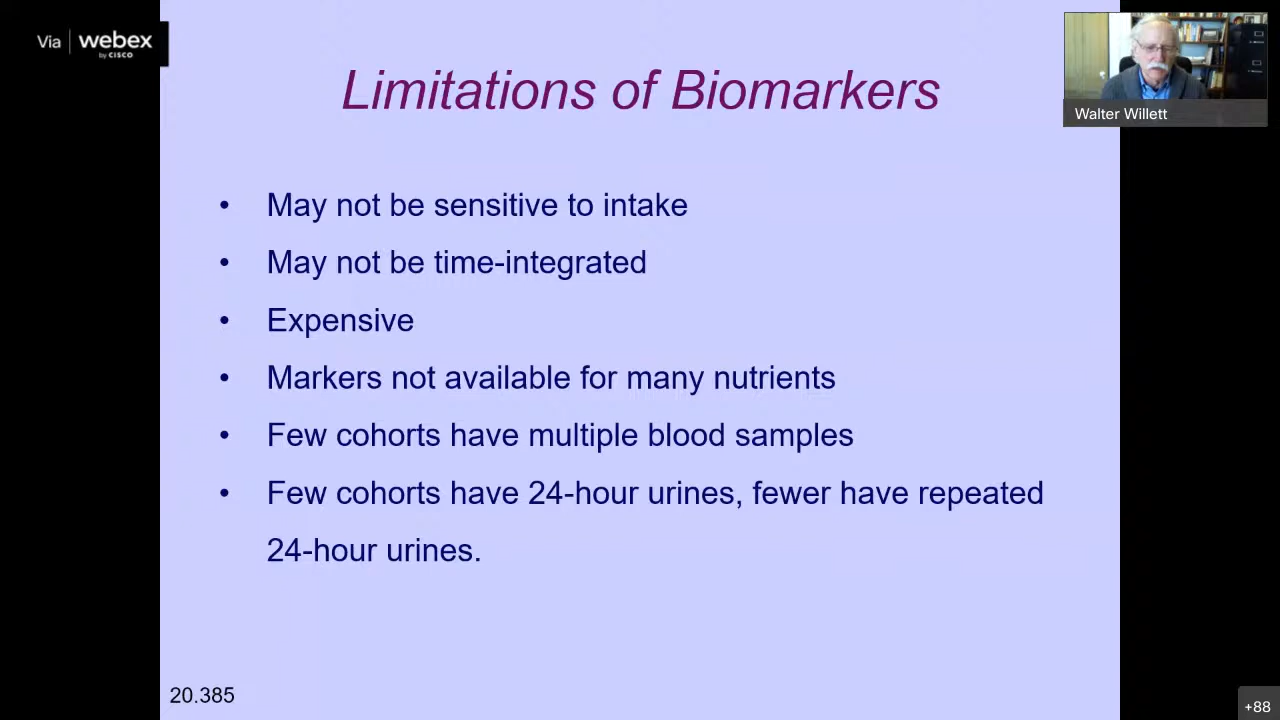 Via webex
by CISCO
Limitations of Biomarkers
Walter Willett
• May not be sensitive to intake
• May not be time-integrated
• Expensive
• Markers not available for many nutrients
• Few cohorts have multiple blood samples
• Few cohorts have 24-hour urines, fewer have repeated
24-hour urines.
20.385
+88